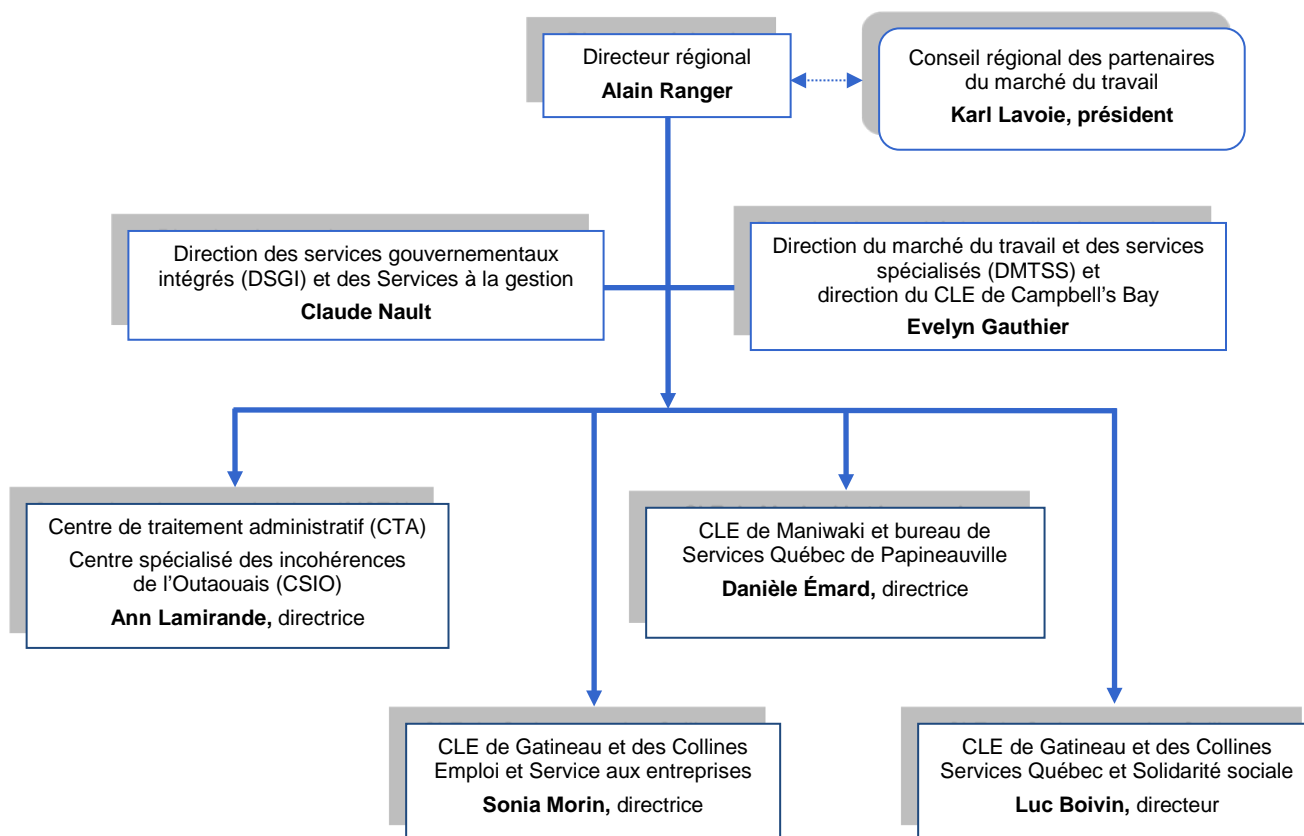 Directeur régional
Alain Ranger
Conseil régional des partenaires
du marché du travail
Karl Lavoie, président
Direction des services gouvernementaux
intégrés (DSGI) et des Services à la gestion
Claude Nault
Direction du marché du travail et des services
spécialisés (DMTSS) et
direction du CLE de Campbell’s Bay
Evelyn Gauthier
Centre de traitement administratif (CTA)
Centre spécialisé des incohérences
de l’Outaouais (CSIO)
Ann Lamirande, directrice
CLE de Maniwaki et bureau de
Services Québec de Papineauville
Danièle Émard, directrice
CLE de Gatineau et des Collines
Emploi et Service aux entreprises
Sonia Morin, directrice
CLE de Gatineau et des Collines
Services Québec et Solidarité sociale
Luc Boivin, directeur